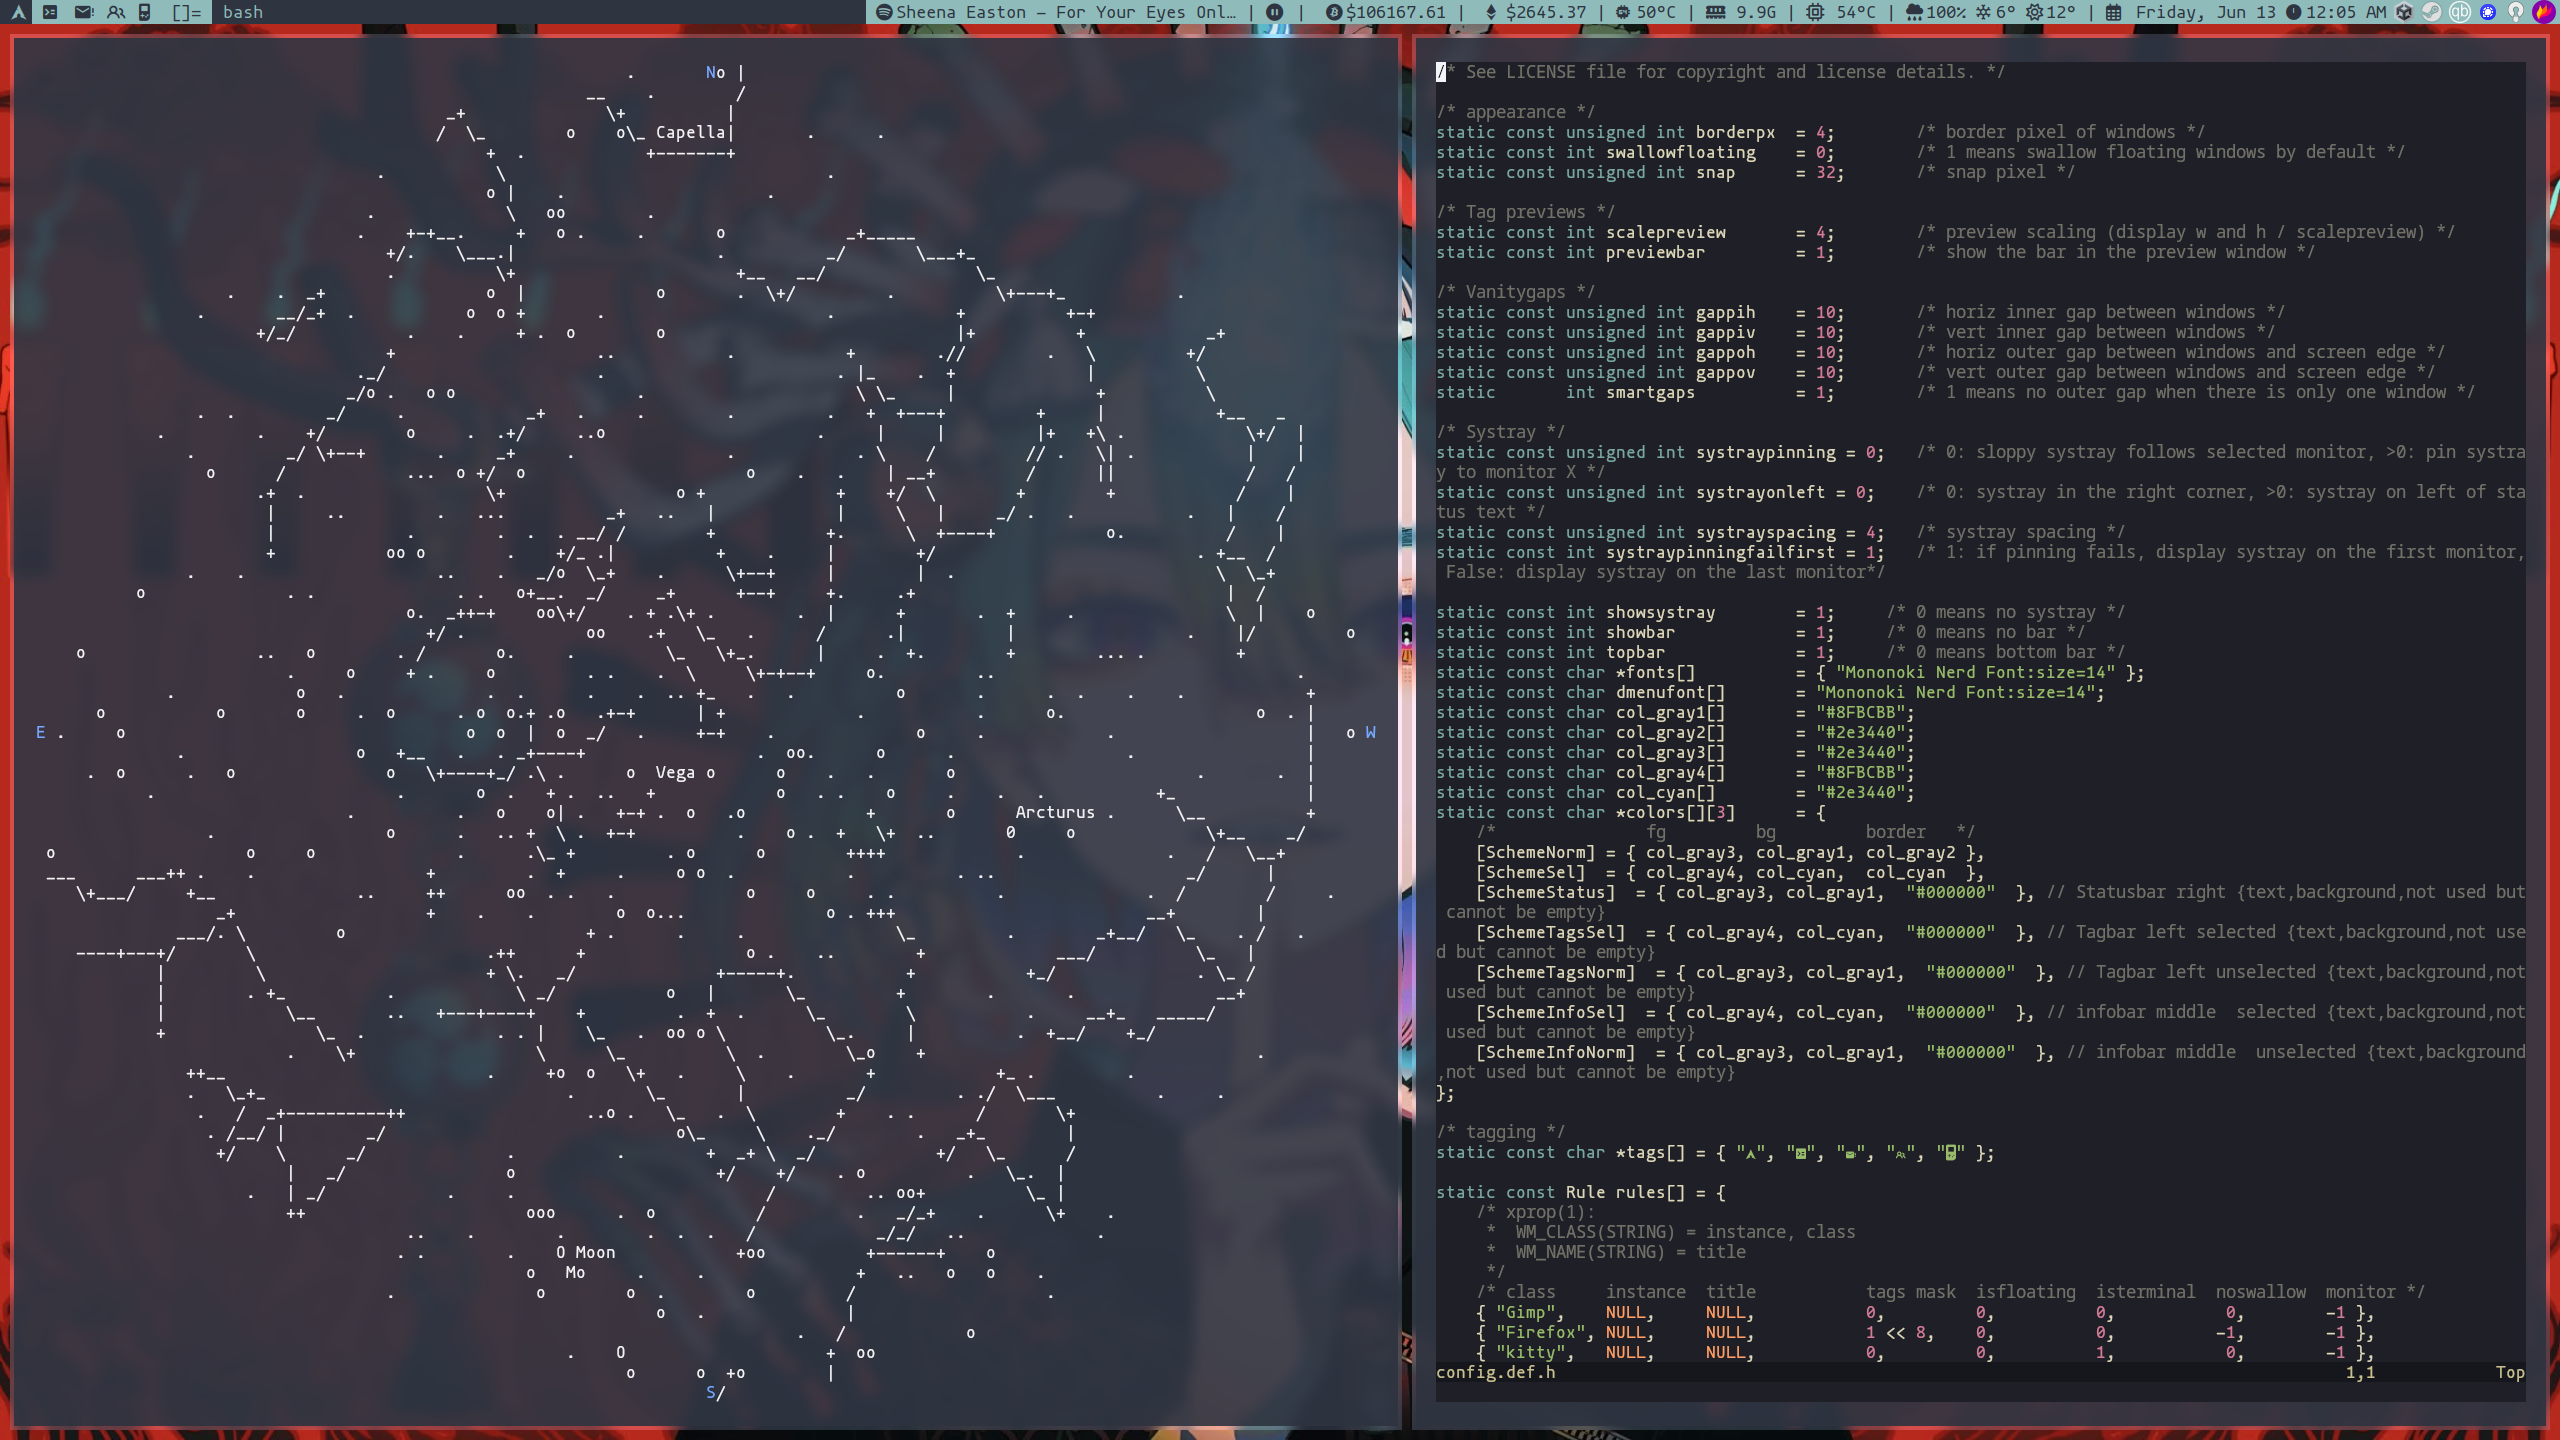 []= bash Sheena Easton – For Your Eyes Onl… | | $106167.61 | $2645.37 | 50°C | 9.9G | 54°C | 100% 6° 12° | Friday, Jun 13 12:05 AM
No
Capella
Vega
E
W
Arcturus
Moon
Mo
S
/* See LICENSE file for copyright and license details. */
/* appearance */
static const unsigned int borderpx  = 4;        /* border pixel of windows */
static const int swallowfloating    = 0;        /* 1 means swallow floating windows by default */
static const unsigned int snap      = 32;       /* snap pixel */
/* Tag previews */
static const int scalepreview       = 4;        /* preview scaling (display w and h / scalepreview) */
static const int previewbar         = 1;        /* show the bar in the preview window */
/* Vanitygaps */
static const unsigned int gappih    = 10;       /* horiz inner gap between windows */
static const unsigned int gappiv    = 10;       /* vert inner gap between windows */
static const unsigned int gappoh    = 10;       /* horiz outer gap between windows and screen edge */
static const unsigned int gappov    = 10;       /* vert outer gap between windows and screen edge */
static       int smartgaps          = 1;        /* 1 means no outer gap when there is only one window */
/* Systray */
static const unsigned int systraypinning = 0;   /* 0: sloppy systray follows selected monitor, >0: pin systra
y to monitor X */
static const unsigned int systrayonleft = 0;    /* 0: systray in the right corner, >0: systray on left of sta
tus text */
static const unsigned int systrayspacing = 4;   /* systray spacing */
static const int systraypinningfailfirst = 1;   /* 1: if pinning fails, display systray on the first monitor,
 False: display systray on the last monitor*/
static const int showsystray        = 1;     /* 0 means no systray */
static const int showbar            = 1;     /* 0 means no bar */
static const int topbar             = 1;     /* 0 means bottom bar */
static const char *fonts[]          = { "Mononoki Nerd Font:size=14" };
static const char dmenufont[]       = "Mononoki Nerd Font:size=14";
static const char col_gray1[]       = "#8FBCBB";
static const char col_gray2[]       = "#2e3440";
static const char col_gray3[]       = "#2e3440";
static const char col_gray4[]       = "#8FBCBB";
static const char col_cyan[]        = "#2e3440";
static const char *colors[][3]      = {
    /*               fg         bg         border   */
    [SchemeNorm] = { col_gray3, col_gray1, col_gray2 },
    [SchemeSel]  = { col_gray4, col_cyan,  col_cyan  },
    [SchemeStatus]  = { col_gray3, col_gray1,  "#000000"  }, // Statusbar right {text,background,not used but
 cannot be empty}
    [SchemeTagsSel]  = { col_gray4, col_cyan,  "#000000"  }, // Tagbar left selected {text,background,not use
d but cannot be empty}
    [SchemeTagsNorm]  = { col_gray3, col_gray1,  "#000000"  }, // Tagbar left unselected {text,background,not
 used but cannot be empty}
    [SchemeInfoSel]  = { col_gray4, col_cyan,  "#000000"  }, // infobar middle  selected {text,background,not
 used but cannot be empty}
    [SchemeInfoNorm]  = { col_gray3, col_gray1,  "#000000"  }, // infobar middle  unselected {text,background
,not used but cannot be empty}
};
/* tagging */
static const char *tags[] = { "", "", "", "", "" };
static const Rule rules[] = {
    /* xprop(1):
     *  WM_CLASS(STRING) = instance, class
     *  WM_NAME(STRING) = title
     */
    /* class     instance  title           tags mask  isfloating  isterminal  noswallow  monitor */
    { "Gimp",    NULL,     NULL,           0,         0,          0,           0,        -1 },
    { "Firefox", NULL,     NULL,           1 << 8,    0,          0,          -1,        -1 },
    { "kitty",   NULL,     NULL,           0,         0,          1,           0,        -1 },
config.def.h 1,1 Top